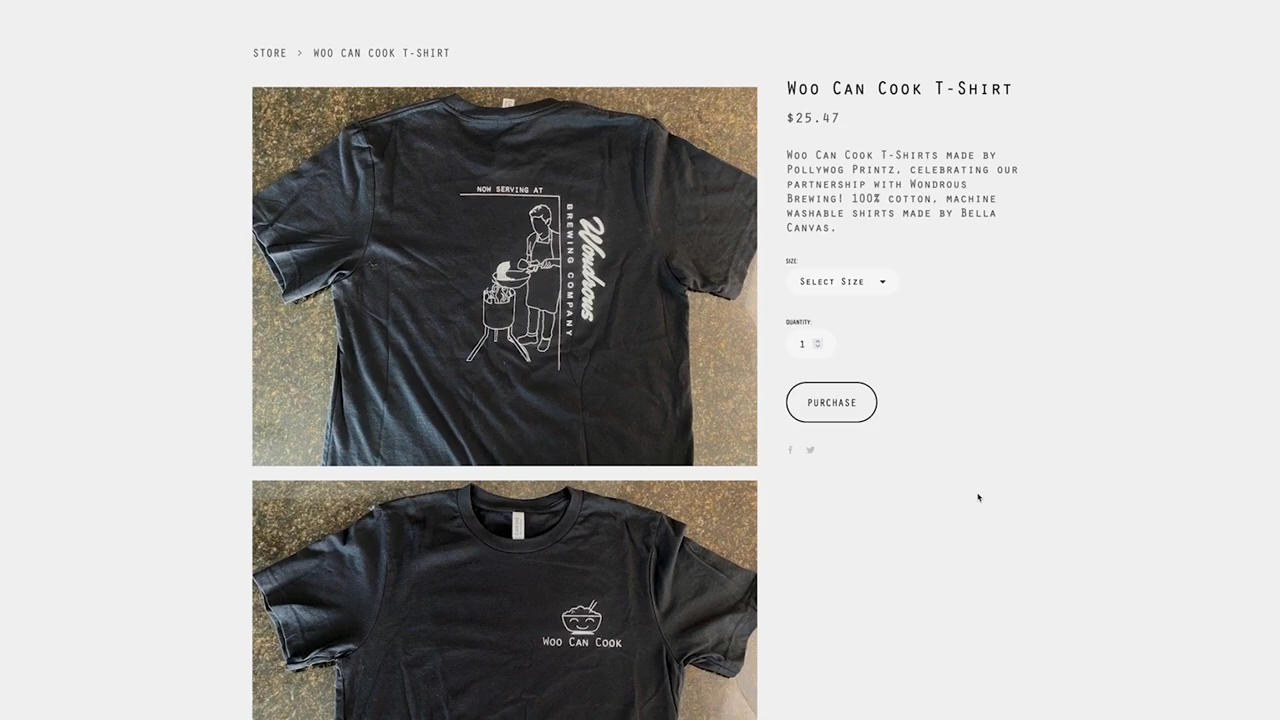 STORE > WOO CAN COOK T-SHIRT
NOW SERVING AT
Wondrous
BREWING COMPANY
Woo Can Cook
Woo Can Cook T-Shirt
$25.47
Woo Can Cook T-Shirts made by
Pollywog Printz, celebrating our
partnership with Wondrous
Brewing! 100% cotton, machine
washable shirts made by Bella
Canvas.
SIZE:
Select Size
QUANTITY:
1
PURCHASE